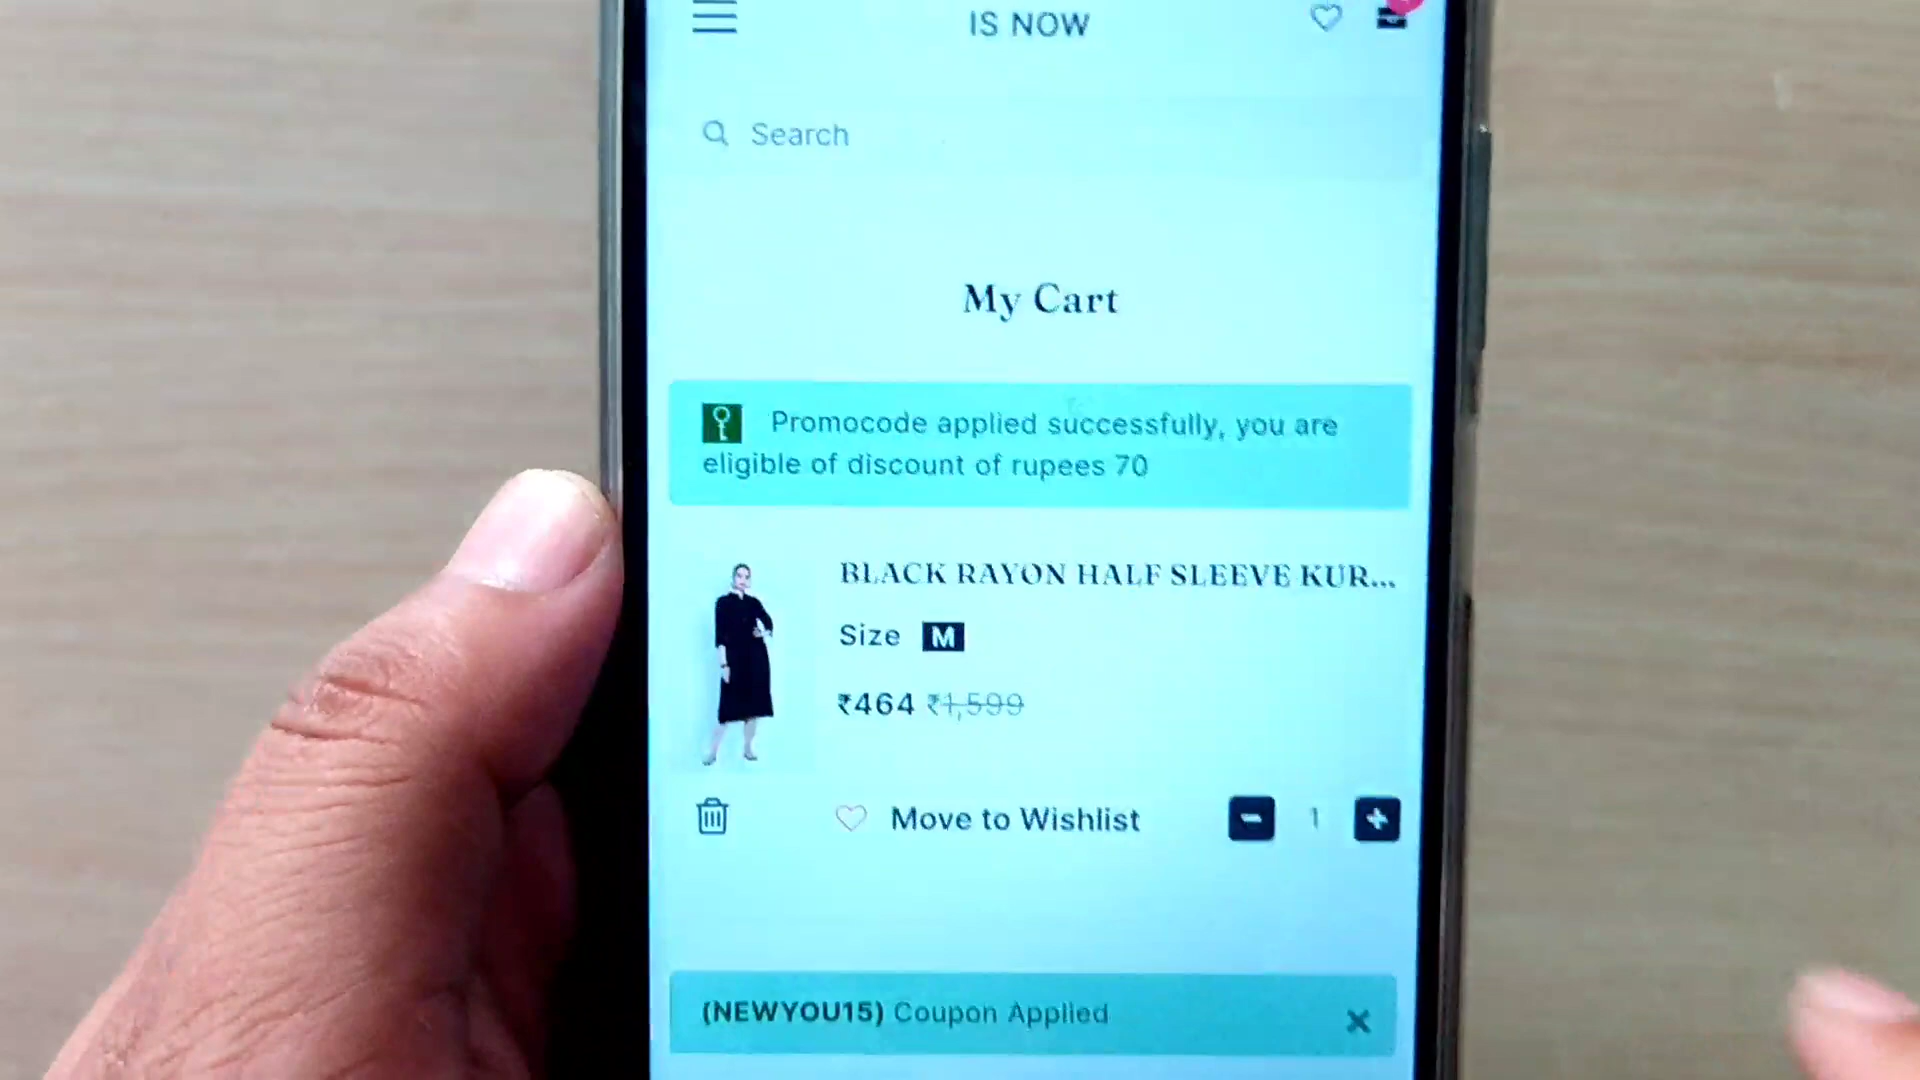 IS NOW
Search
My Cart
Promocode applied successfully, you are
eligible of discount of rupees 70
BLACK RAYON HALF SLEEVE KUR...
Size M
₹464 ₹1,599
Move to Wishlist
1
(NEWYOU15) Coupon Applied